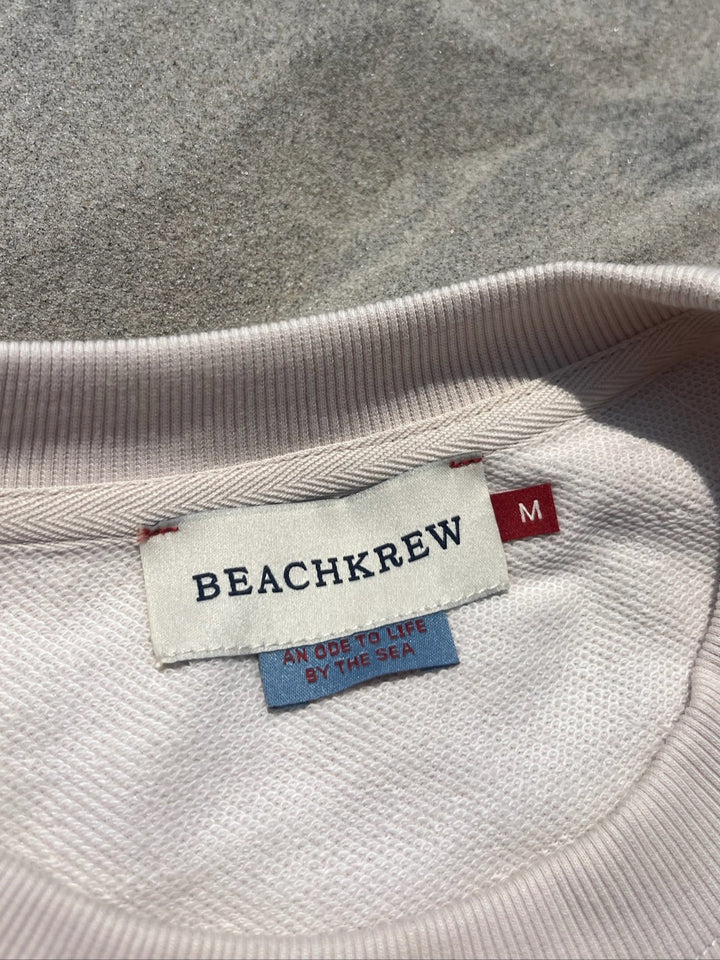 BEACHKREW
M
AN ODE TO LIFE
BY THE SEA